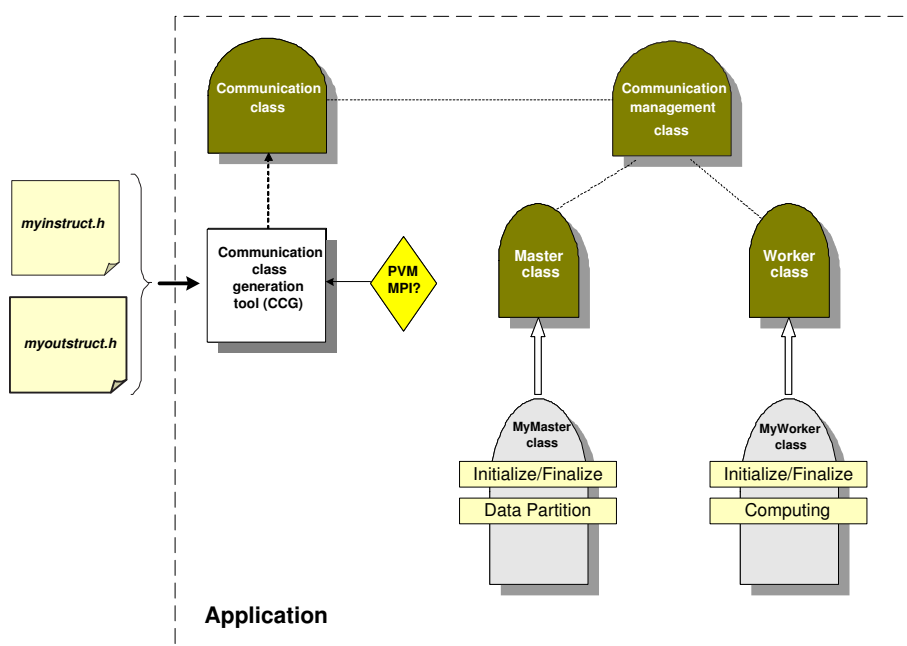 Communication
class
Communication
management
class
myinstruct.h
myoutstruct.h
Communication
class
generation
tool (CCG)
PVM
MPI?
Master
class
Worker
class
MyMaster
class
Initialize/Finalize
Data Partition
MyWorker
class
Initialize/Finalize
Computing
Application